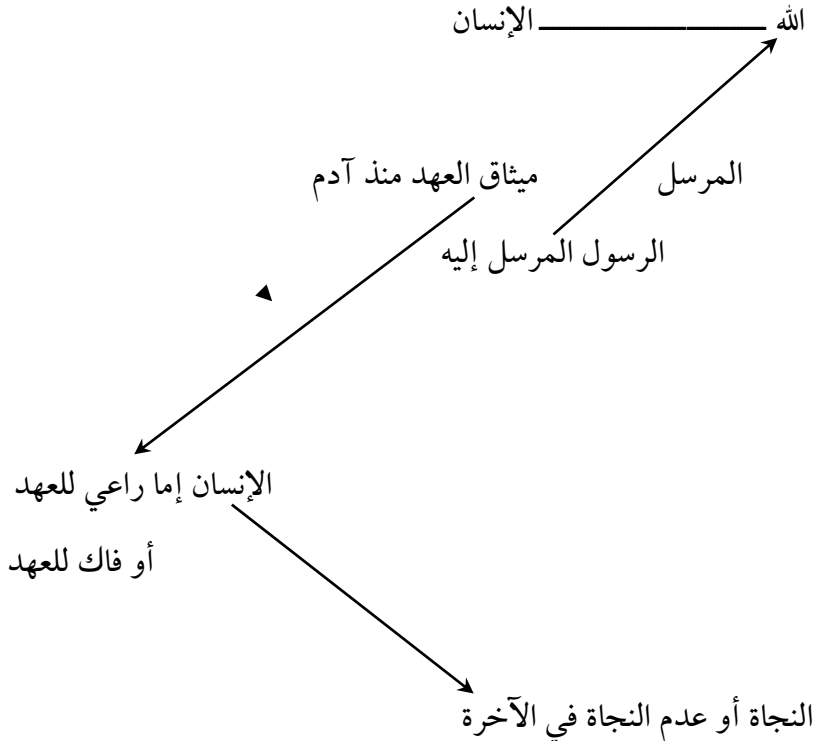 الله الإنسان
المرسل ميثاق العهد منذ آدم
الرسول المرسل إليه
الإنسان إما راعي للعهد
أو فاك للعهد
النجاة أو عدم النجاة في الآخرة